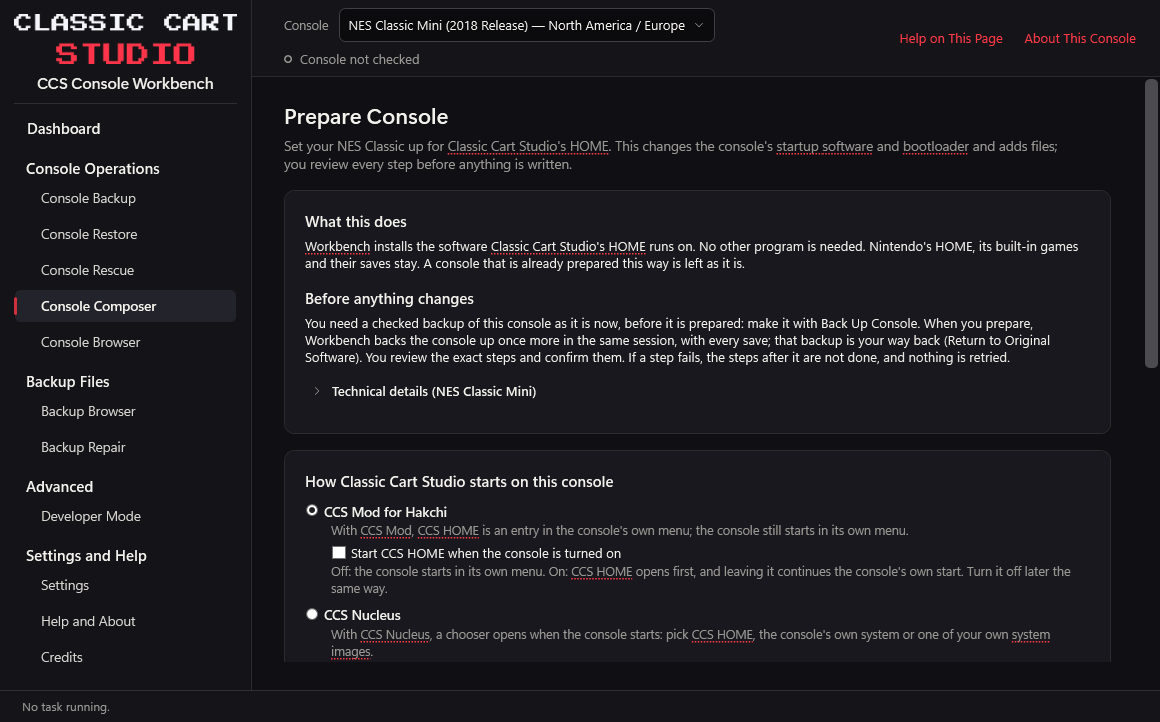 CLASSIC CART
STUDIO
CCS Console Workbench
Dashboard
Console Operations
Console Backup
Console Restore
Console Rescue
Console Composer
Console Browser
Backup Files
Backup Browser
Backup Repair
Advanced
Developer Mode
Settings and Help
Settings
Help and About
Credits
Console
NES Classic Mini (2018 Release) — North America / Europe
Console not checked
Help on This Page
About This Console
Prepare Console
Set your NES Classic up for Classic Cart Studio's HOME. This changes the console's startup software and bootloader and adds files;
you review every step before anything is written.
What this does
Workbench installs the software Classic Cart Studio's HOME runs on. No other program is needed. Nintendo's HOME, its built-in games
and their saves stay. A console that is already prepared this way is left as it is.
Before anything changes
You need a checked backup of this console as it is now, before it is prepared: make it with Back Up Console. When you prepare,
Workbench backs the console up once more in the same session, with every save; that backup is your way back (Return to Original
Software). You review the exact steps and confirm them. If a step fails, the steps after it are not done, and nothing is retried.
Technical details (NES Classic Mini)
How Classic Cart Studio starts on this console
CCS Mod for Hakchi
With CCS Mod, CCS HOME is an entry in the console's own menu; the console still starts in its own menu.
Start CCS HOME when the console is turned on
Off: the console starts in its own menu. On: CCS HOME opens first, and leaving it continues the console's own start. Turn it off later the
same way.
CCS Nucleus
With CCS Nucleus, a chooser opens when the console starts: pick CCS HOME, the console's own system or one of your own system
images.
No task running.